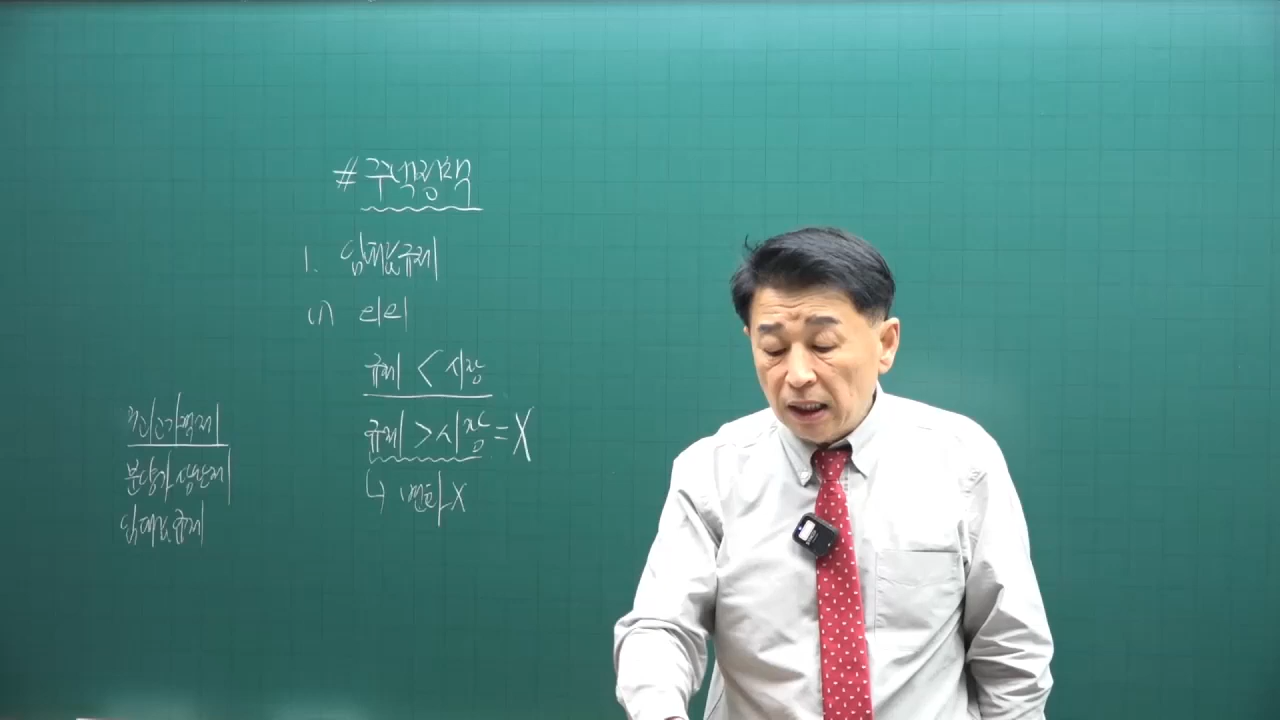 # 주택정책
1. 임대료규제
(1) 의의
규제 < 시장
규제 > 시장 = X
↳ 변화 X
최고가격제
분양가상한제
임대료규제